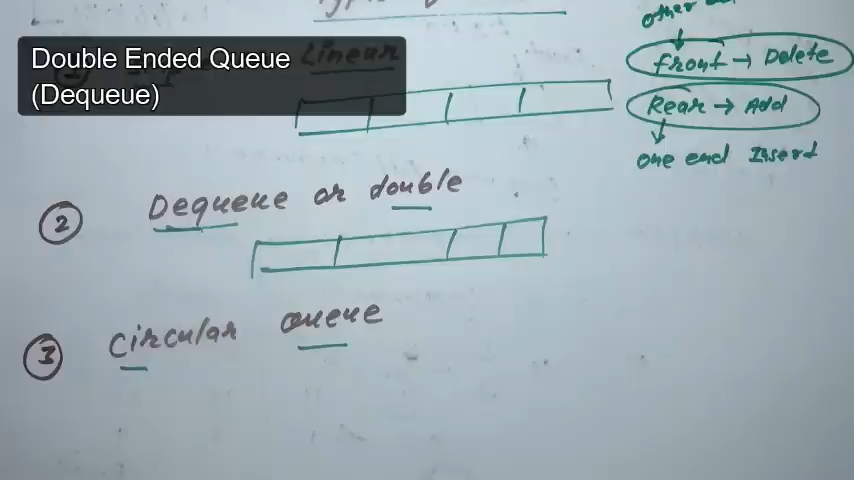 other
Double Ended Queue
(Dequeue)
Linear
front → Delete
Rear → Add
one end Insert
2 Dequeue or double
3 Circular queue